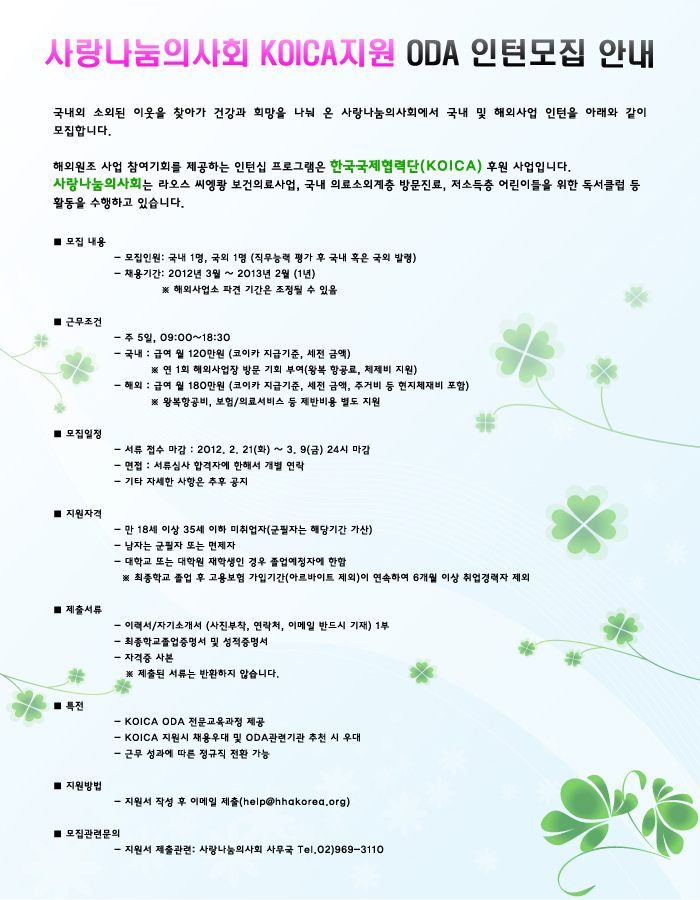 사랑나눔의사회 KOICA지원 ODA 인턴모집 안내
국내외 소외된 이웃을 찾아가 건강과 희망을 나눠 온 사랑나눔의사회에서 국내 및 해외사업 인턴을 아래와 같이
모집합니다.
해외원조 사업 참여기회를 제공하는 인턴십 프로그램은 한국국제협력단(KOICA) 후원 사업입니다.
사랑나눔의사회는 라오스 씨엥쾅 보건의료사업, 국내 의료소외계층 방문진료, 저소득층 어린이들을 위한 독서클럽 등
활동을 수행하고 있습니다.
■ 모집 내용
- 모집인원: 국내 1명, 국외 1명 (직무능력 평가 후 국내 혹은 국외 발령)
- 채용기간: 2012년 3월 ~ 2013년 2월 (1년)
※ 해외사업소 파견 기간은 조정될 수 있음
■ 근무조건
- 주 5일, 09:00~18:30
- 국내 : 급여 월 120만원 (코이카 지급기준, 세전 금액)
※ 연 1회 해외사업장 방문 기회 부여(왕복 항공료, 체제비 지원)
- 해외 : 급여 월 180만원 (코이카 지급기준, 세전 금액, 주거비 등 현지체재비 포함)
※ 왕복항공비, 보험/의료서비스 등 제반비용 별도 지원
■ 모집일정
- 서류 접수 마감 : 2012. 2. 21(화) ~ 3. 9(금) 24시 마감
- 면접 : 서류심사 합격자에 한해서 개별 연락
- 기타 자세한 사항은 추후 공지
■ 지원자격
- 만 18세 이상 35세 이하 미취업자(군필자는 해당기간 가산)
- 남자는 군필자 또는 면제자
- 대학교 또는 대학원 재학생인 경우 졸업예정자에 한함
※ 최종학교 졸업 후 고용보험 가입기간(아르바이트 제외)이 연속하여 6개월 이상 취업경력자 제외
■ 제출서류
- 이력서/자기소개서 (사진부착, 연락처, 이메일 반드시 기재) 1부
- 최종학교졸업증명서 및 성적증명서
- 자격증 사본
※ 제출된 서류는 반환하지 않습니다.
■ 특전
- KOICA ODA 전문교육과정 제공
- KOICA 지원시 채용우대 및 ODA관련기관 추천 시 우대
- 근무 성과에 따른 정규직 전환 가능
■ 지원방법
- 지원서 작성 후 이메일 제출(help@hhakorea.org)
■ 모집관련문의
- 지원서 제출관련: 사랑나눔의사회 사무국 Tel.02)969-3110